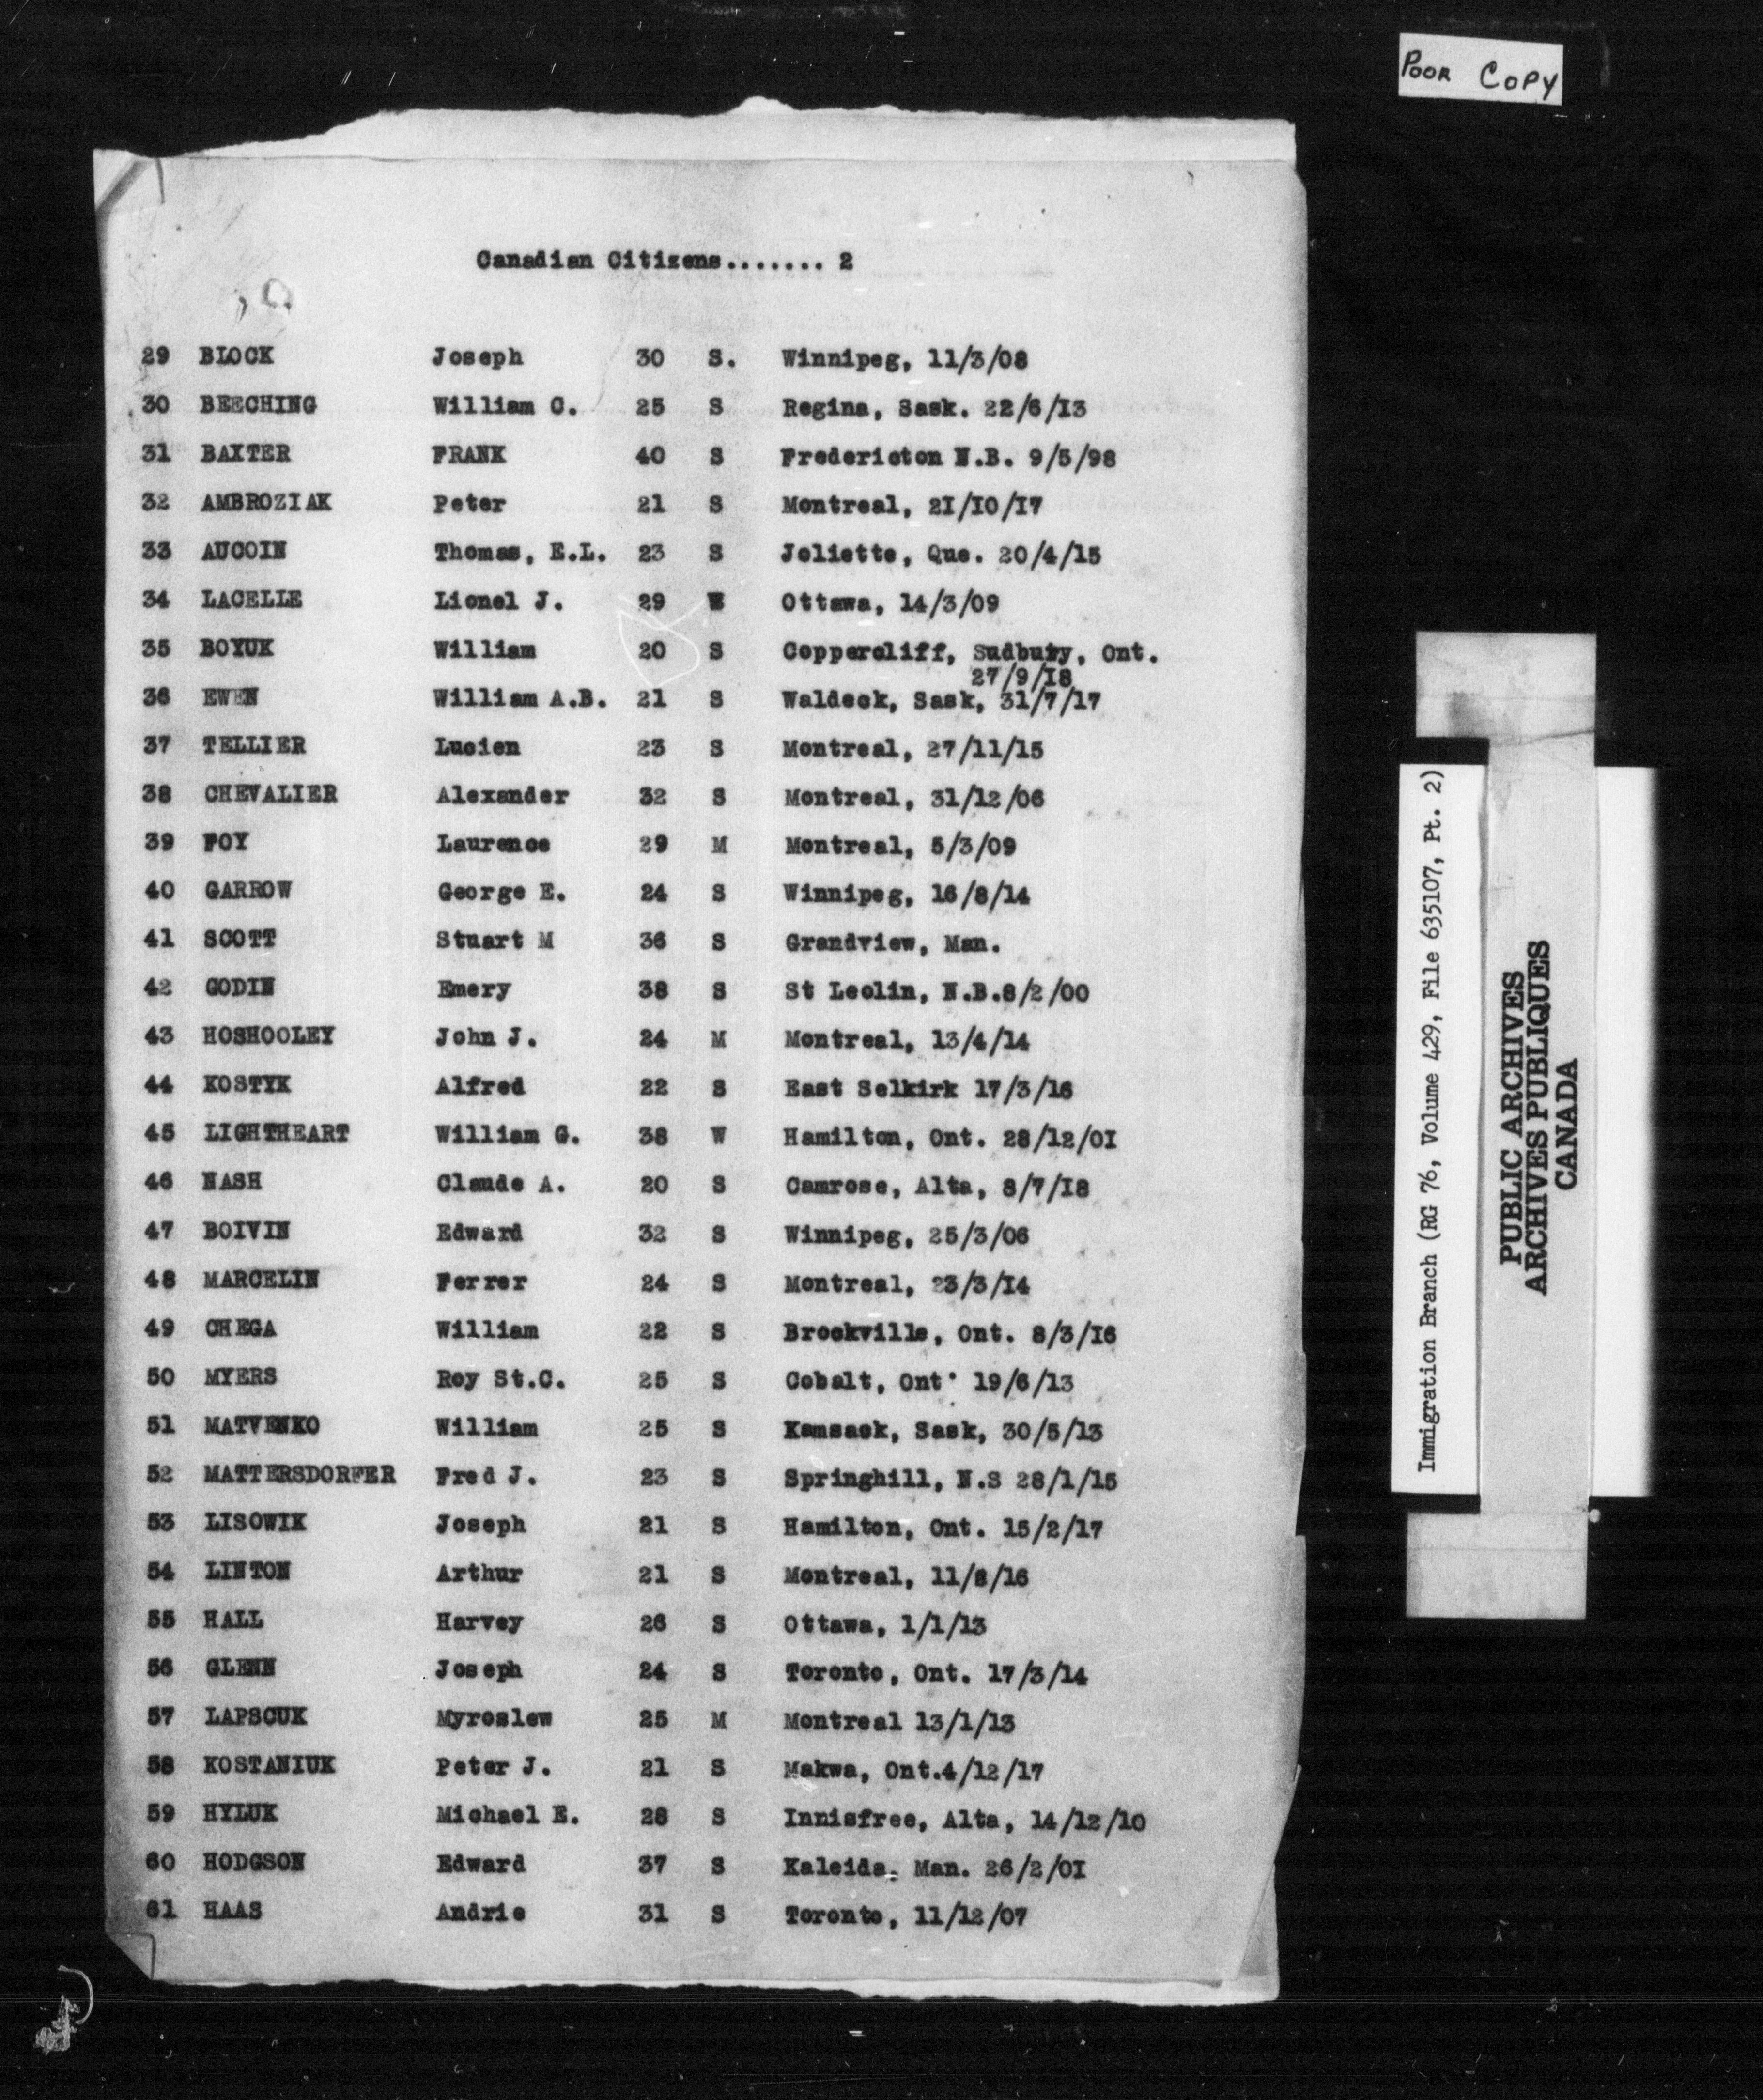 Poor Copy
Canadian Citizens....... 2
29 BLOCK Joseph 30 S. Winnipeg, 11/3/08
30 BEECHING William C. 25 S Regina, Sask. 22/6/13
31 BAXTER FRANK 40 S Fredericton N.B. 9/5/98
32 AMBROZIAK Peter 21 S Montreal, 21/10/17
33 AUCOIN Thomas, E.L. 23 S Joliette, Que. 20/4/15
34 LACELLE Lionel J. 29 W Ottawa, 14/3/09
35 BOYUK William 20 S Coppercliff, Sudbury, Ont.
27/9/18
36 EWEN William A.B. 21 S Waldeck, Sask, 31/7/17
37 TELLIER Lucien 23 S Montreal, 27/11/15
38 CHEVALIER Alexander 32 S Montreal, 31/12/06
39 FOY Laurence 29 M Montreal, 5/3/09
40 GARROW George E. 24 S Winnipeg, 16/8/14
41 SCOTT Stuart M 36 S Grandview, Man.
42 GODIN Emery 38 S St Leolin, N.B.8/2/00
43 HOSHOOLEY John J. 24 M Montreal, 13/4/14
44 KOSTYK Alfred 22 S East Selkirk 17/3/16
45 LIGHTHEART William G. 38 W Hamilton, Ont. 28/12/01
46 NASH Claude A. 20 S Camrose, Alta, 8/7/18
47 BOIVIN Edward 32 S Winnipeg, 25/3/06
48 MARCELIN Ferrer 24 S Montreal, 23/3/14
49 CHEGA William 22 S Brockville, Ont. 8/3/16
50 MYERS Roy St.C. 25 S Cobalt, Ont. 19/6/13
51 MATVENKO William 25 S Kamsack, Sask, 30/5/13
52 MATTERSDORFER Fred J. 23 S Springhill, N.S 28/1/15
53 LISOWIK Joseph 21 S Hamilton, Ont. 15/2/17
54 LINTON Arthur 21 S Montreal, 11/8/16
55 HALL Harvey 26 S Ottawa, 1/1/13
56 GLENN Joseph 24 S Toronto, Ont. 17/3/14
57 LAPSCUK Myroslew 25 M Montreal 13/1/13
58 KOSTANIUK Peter J. 21 S Makwa, Ont.4/12/17
59 HYLUK Michael E. 28 S Innisfree, Alta, 14/12/10
60 HODGSON Edward 37 S Kaleida. Man. 26/2/01
61 HAAS Andrie 31 S Toronto, 11/12/07
Immigration Branch (RG 76, Volume 429, File 635107, Pt. 2)
PUBLIC ARCHIVES
ARCHIVES PUBLIQUES
CANADA